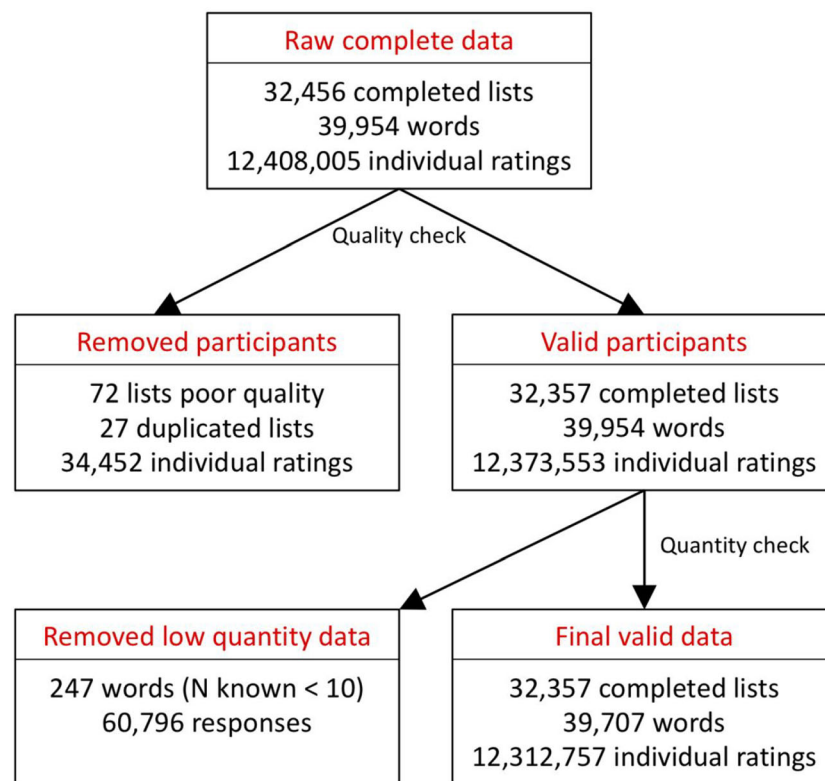 Raw complete data
32,456 completed lists
39,954 words
12,408,005 individual ratings
Quality check
Removed participants
72 lists poor quality
27 duplicated lists
34,452 individual ratings
Valid participants
32,357 completed lists
39,954 words
12,373,553 individual ratings
Quantity check
Removed low quantity data
247 words (N known < 10)
60,796 responses
Final valid data
32,357 completed lists
39,707 words
12,312,757 individual ratings